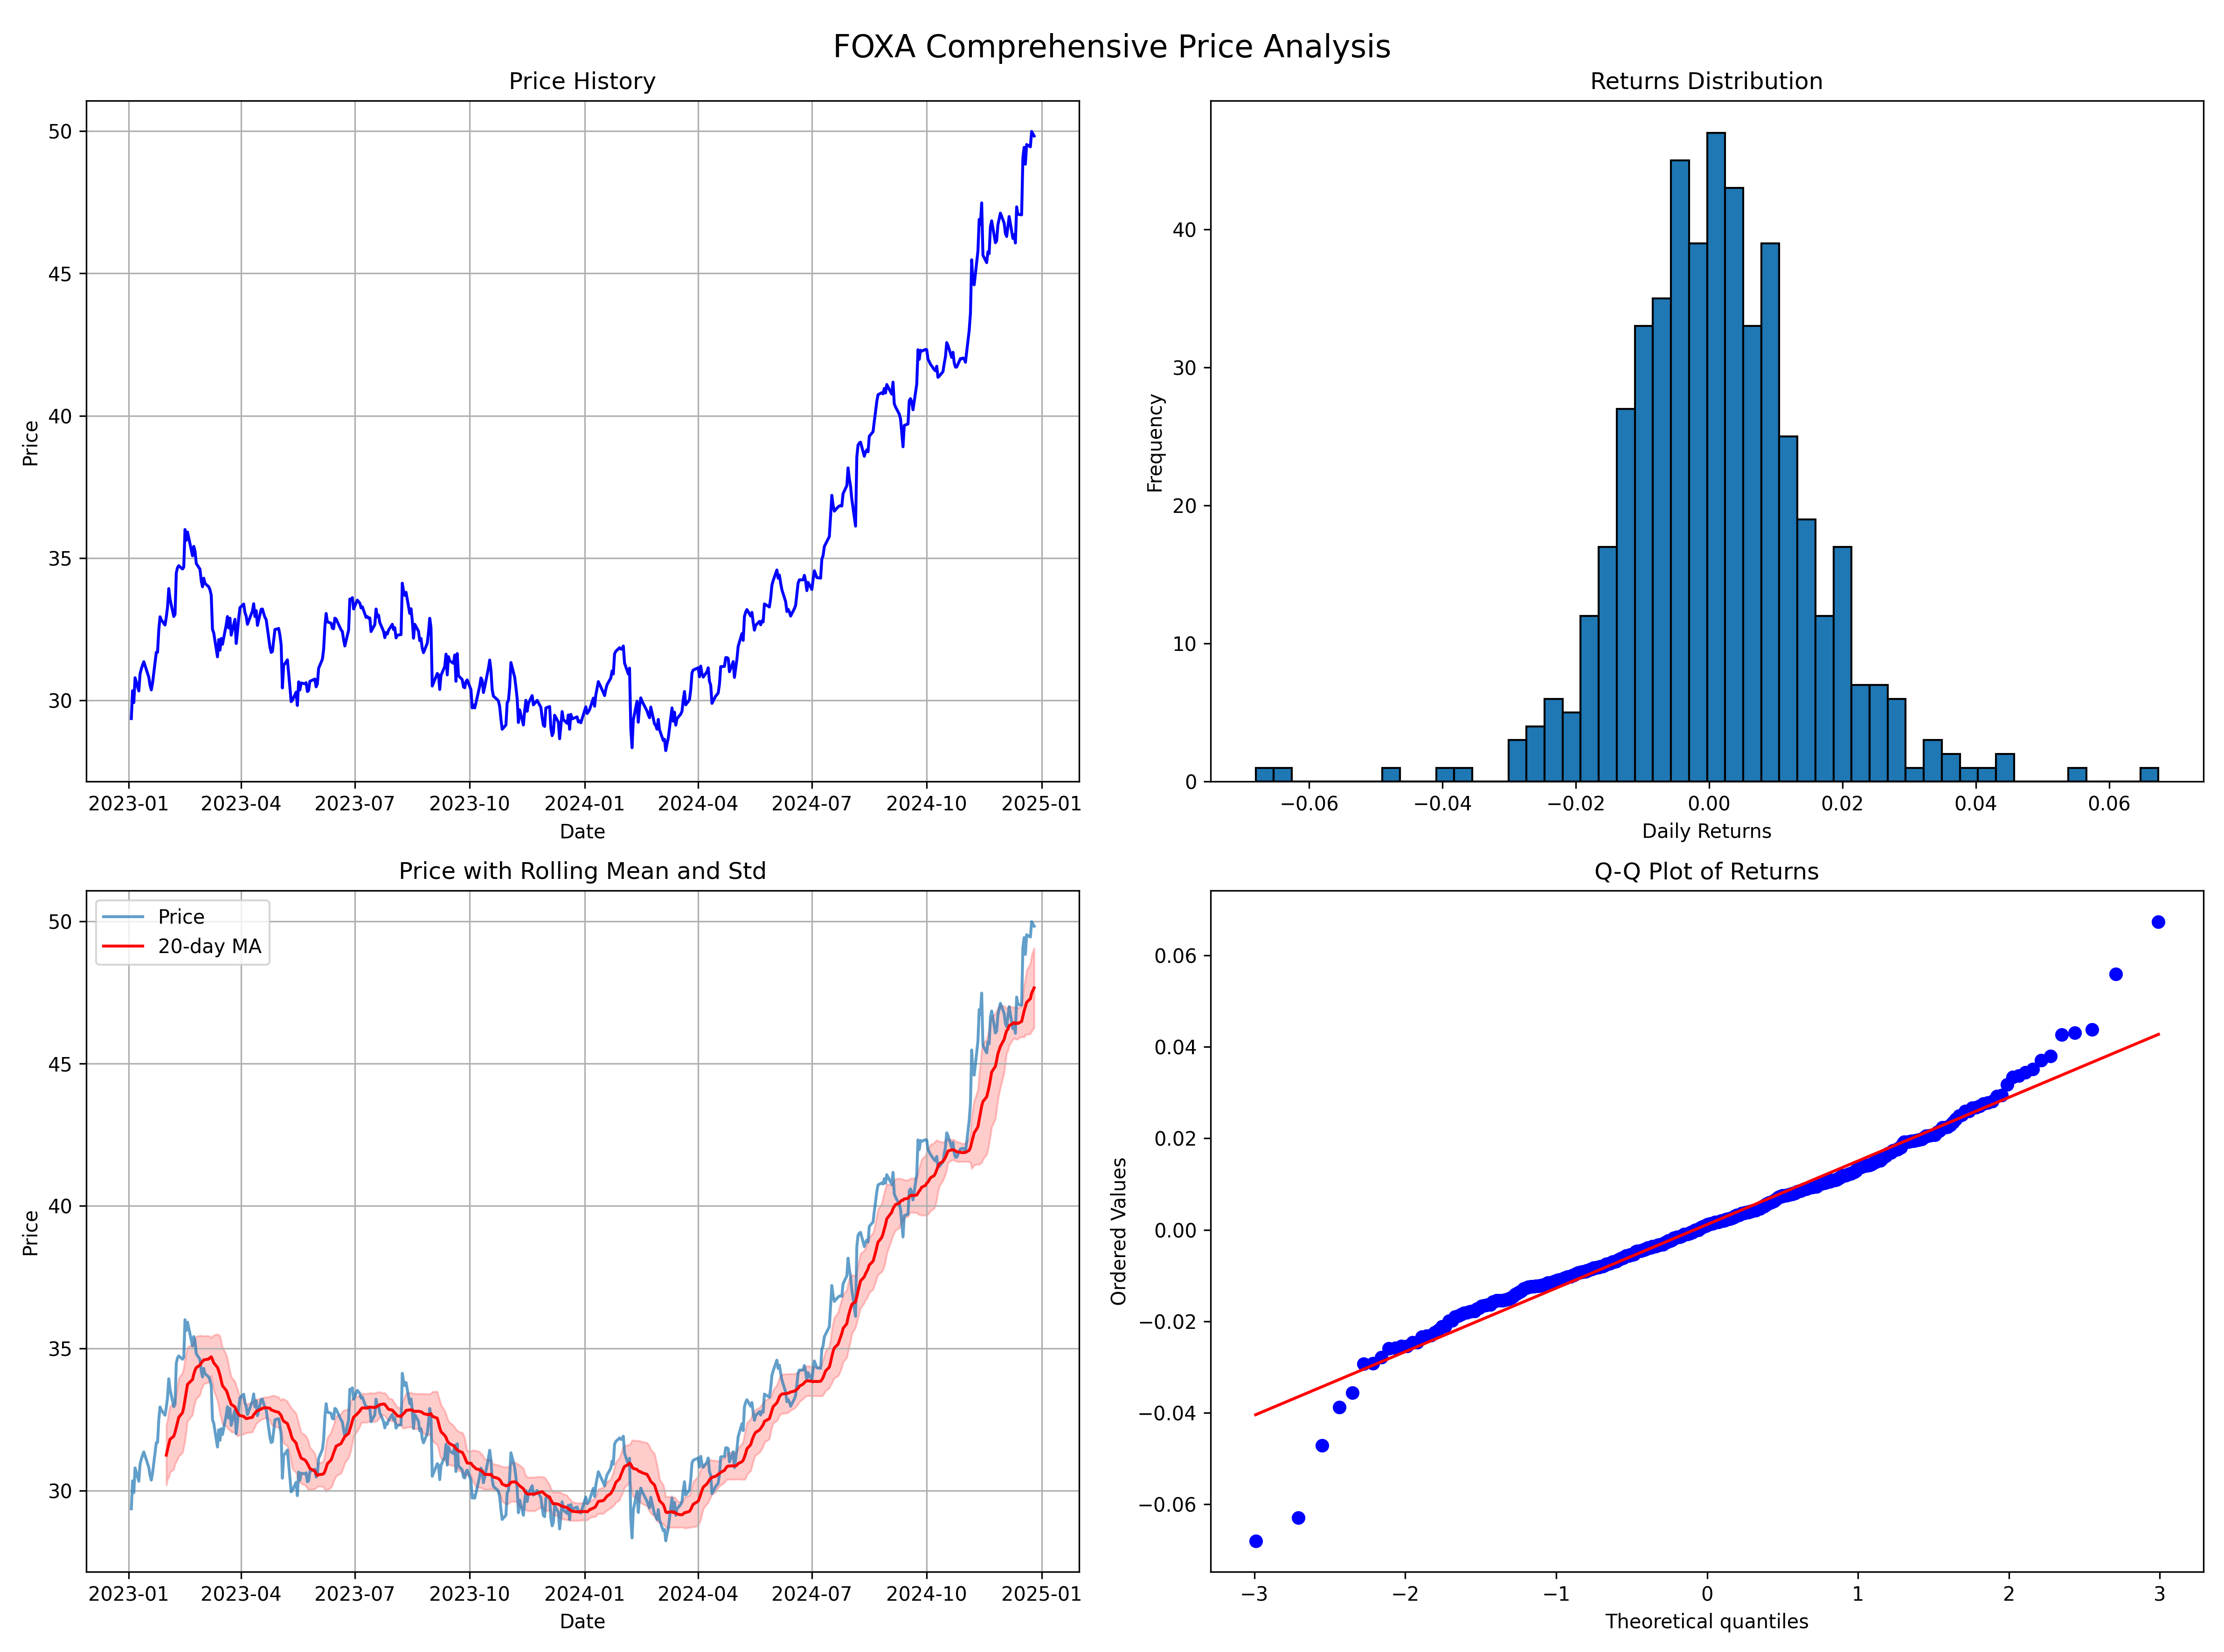 FOXA Comprehensive Price Analysis
Price History
50
45
40
35
30
Price
2023-01 2023-04 2023-07 2023-10 2024-01 2024-04 2024-07 2024-10 2025-01
Date
Returns Distribution
40
30
20
10
0
Frequency
−0.06 −0.04 −0.02 0.00 0.02 0.04 0.06
Daily Returns
Price with Rolling Mean and Std
Price
20-day MA
50
45
40
35
30
Price
2023-01 2023-04 2023-07 2023-10 2024-01 2024-04 2024-07 2024-10 2025-01
Date
Q-Q Plot of Returns
0.06
0.04
0.02
0.00
−0.02
−0.04
−0.06
Ordered Values
−3 −2 −1 0 1 2 3
Theoretical quantiles